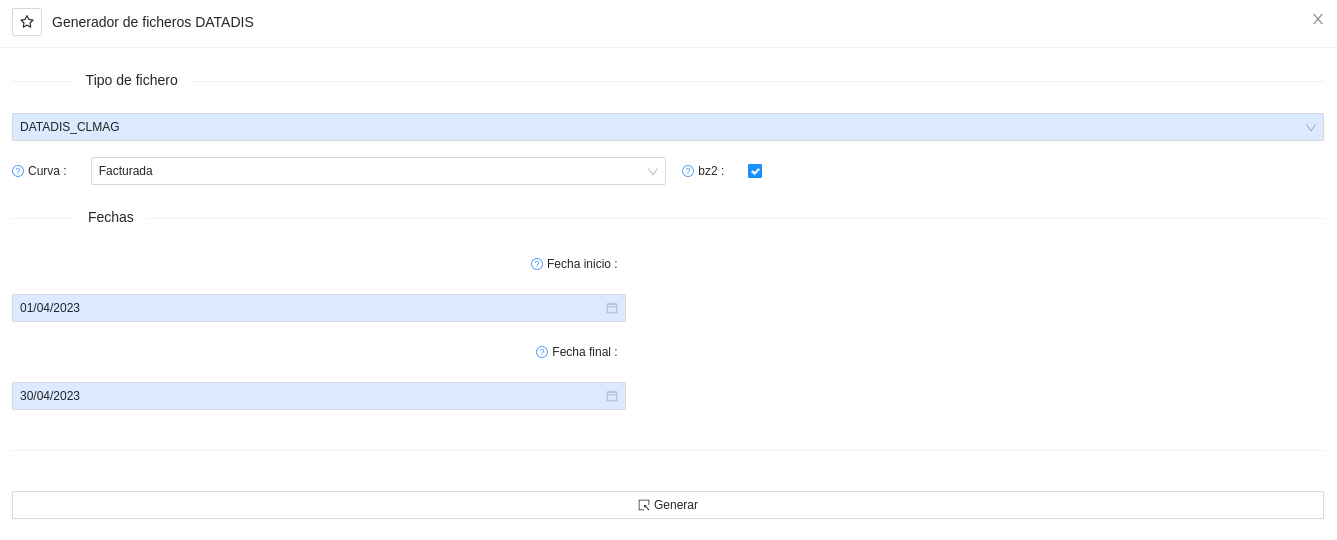 Generador de ficheros DATADIS
Tipo de fichero
DATADIS_CLMAG
Curva : Facturada bz2 :
Fechas
Fecha inicio :
01/04/2023
Fecha final :
30/04/2023
Generar